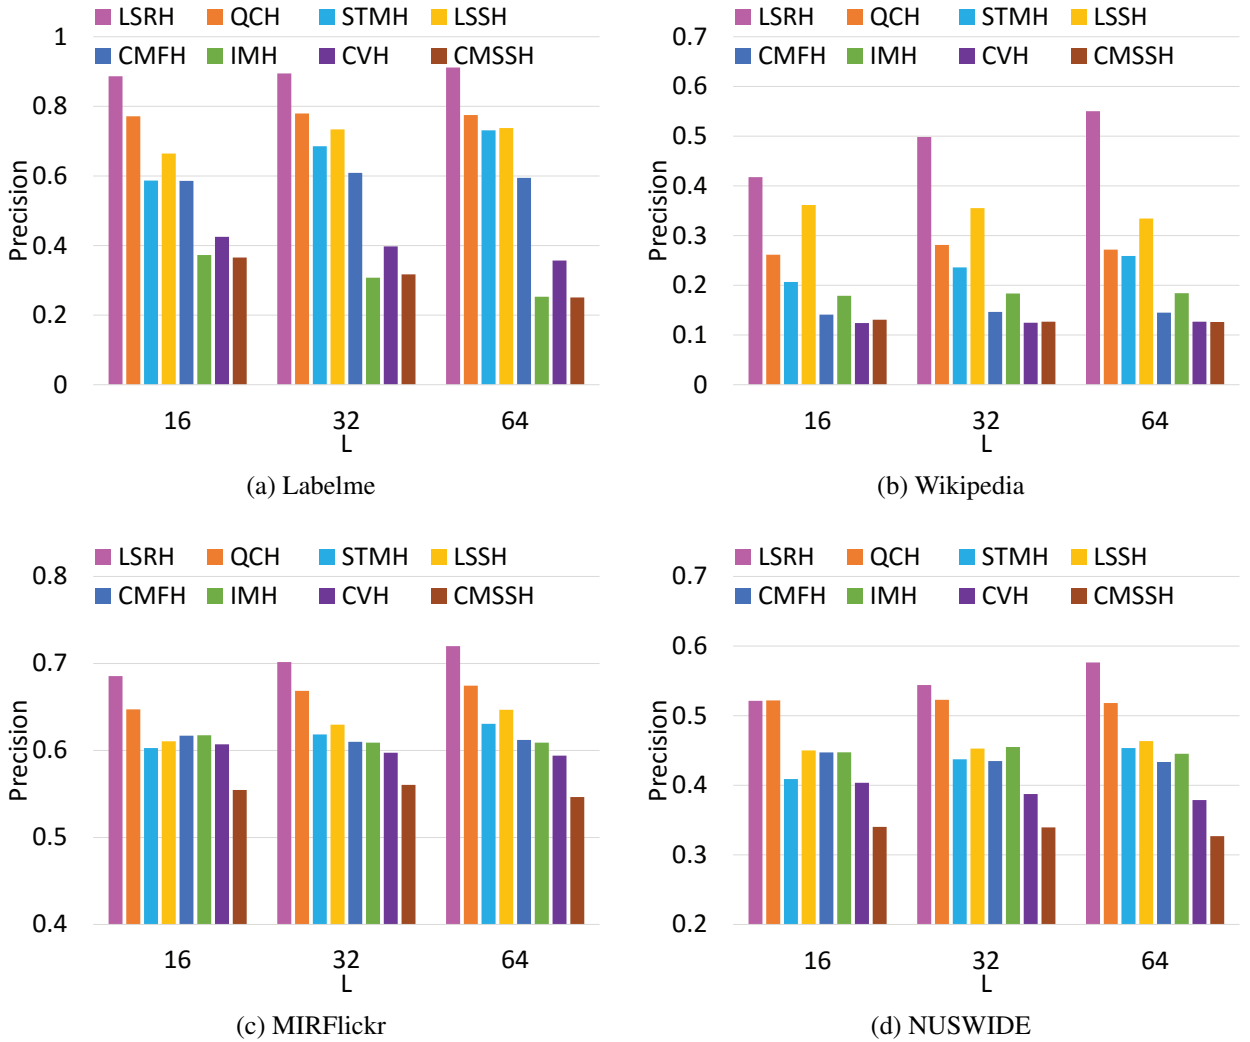 LSRH QCH STMH LSSH
CMFH IMH CVH CMSSH
1
0.8
0.6
0.4
0.2
0
Precision
16 32 64
L
(a) Labelme
LSRH QCH STMH LSSH
CMFH IMH CVH CMSSH
0.7
0.6
0.5
0.4
0.3
0.2
0.1
0
Precision
16 32 64
L
(b) Wikipedia
LSRH QCH STMH LSSH
CMFH IMH CVH CMSSH
0.8
0.7
0.6
0.5
0.4
Precision
16 32 64
L
(c) MIRFlickr
LSRH QCH STMH LSSH
CMFH IMH CVH CMSSH
0.7
0.6
0.5
0.4
0.3
0.2
Precision
16 32 64
L
(d) NUSWIDE